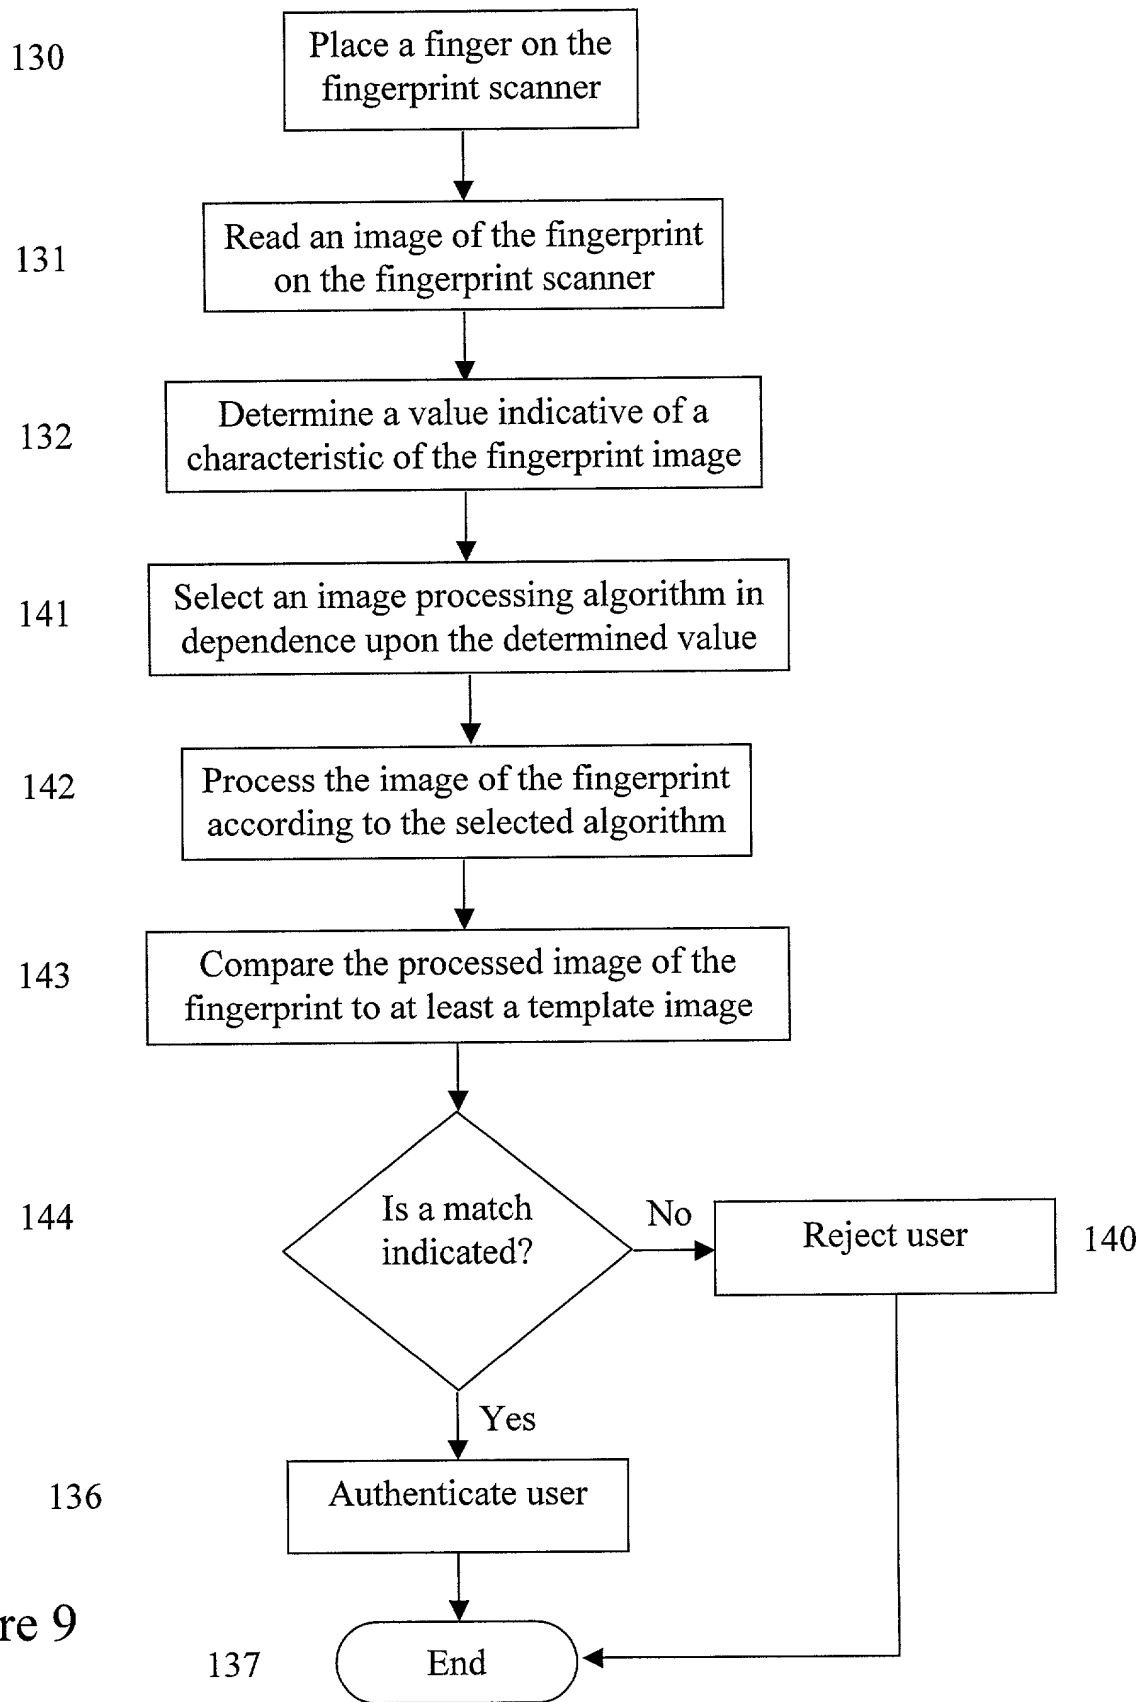 130
Place a finger on the
fingerprint scanner
131
Read an image of the fingerprint
on the fingerprint scanner
132
Determine a value indicative of a
characteristic of the fingerprint image
141
Select an image processing algorithm in
dependence upon the determined value
142
Process the image of the fingerprint
according to the selected algorithm
143
Compare the processed image of the
fingerprint to at least a template image
144
Is a match
indicated?
No
Reject user
140
Yes
136
Authenticate user
re 9
137
End